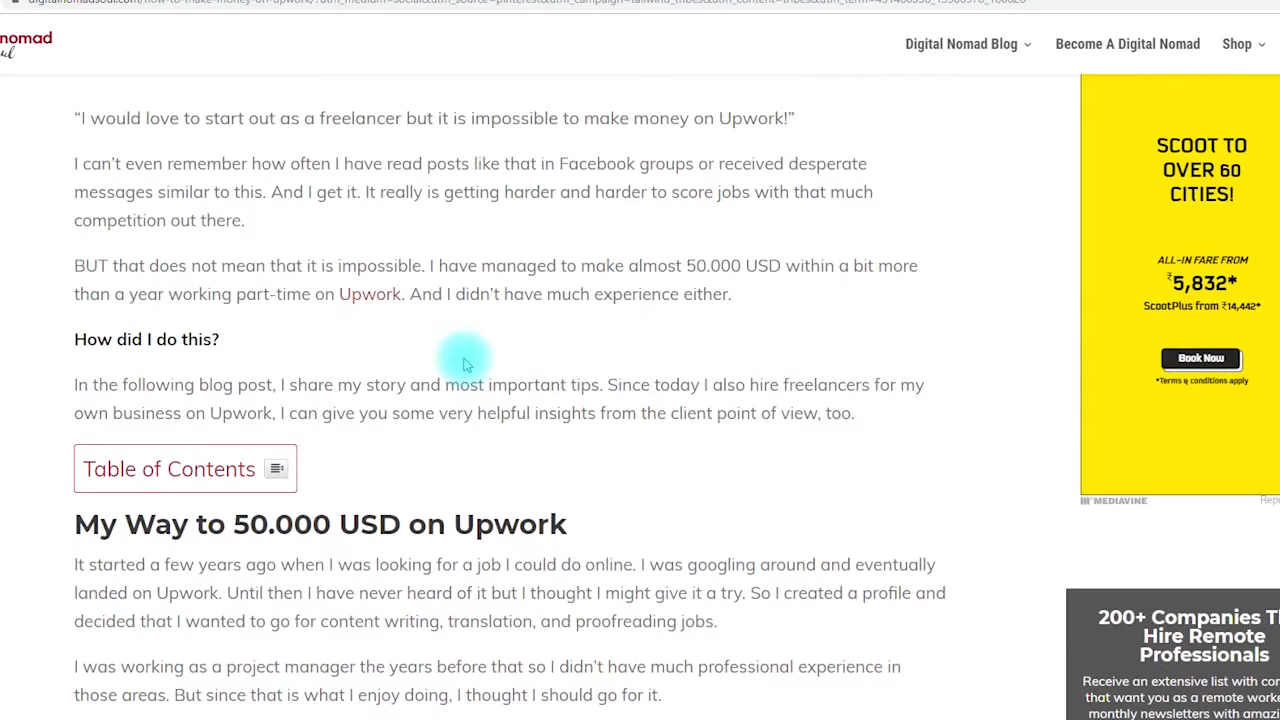 nomad
Digital Nomad Blog
Become A Digital Nomad
Shop
“I would love to start out as a freelancer but it is impossible to make money on Upwork!”
I can’t even remember how often I have read posts like that in Facebook groups or received desperate
messages similar to this. And I get it. It really is getting harder and harder to score jobs with that much
competition out there.
BUT that does not mean that it is impossible. I have managed to make almost 50.000 USD within a bit more
than a year working part-time on Upwork. And I didn’t have much experience either.
How did I do this?
In the following blog post, I share my story and most important tips. Since today I also hire freelancers for my
own business on Upwork, I can give you some very helpful insights from the client point of view, too.
Table of Contents
My Way to 50.000 USD on Upwork
It started a few years ago when I was looking for a job I could do online. I was googling around and eventually
landed on Upwork. Until then I have never heard of it but I thought I might give it a try. So I created a profile and
decided that I wanted to go for content writing, translation, and proofreading jobs.
I was working as a project manager the years before that so I didn’t have much professional experience in
those areas. But since that is what I enjoy doing, I thought I should go for it.
SCOOT TO
OVER 60
CITIES!
ALL-IN FARE FROM
₹5,832*
ScootPlus from ₹14,442*
Book Now
*Terms & conditions apply
MEDIAVINE
200+ Companies
Hire Remote
Professionals
Receive an extensive list with
that want you as a remote
monthly newsletters with